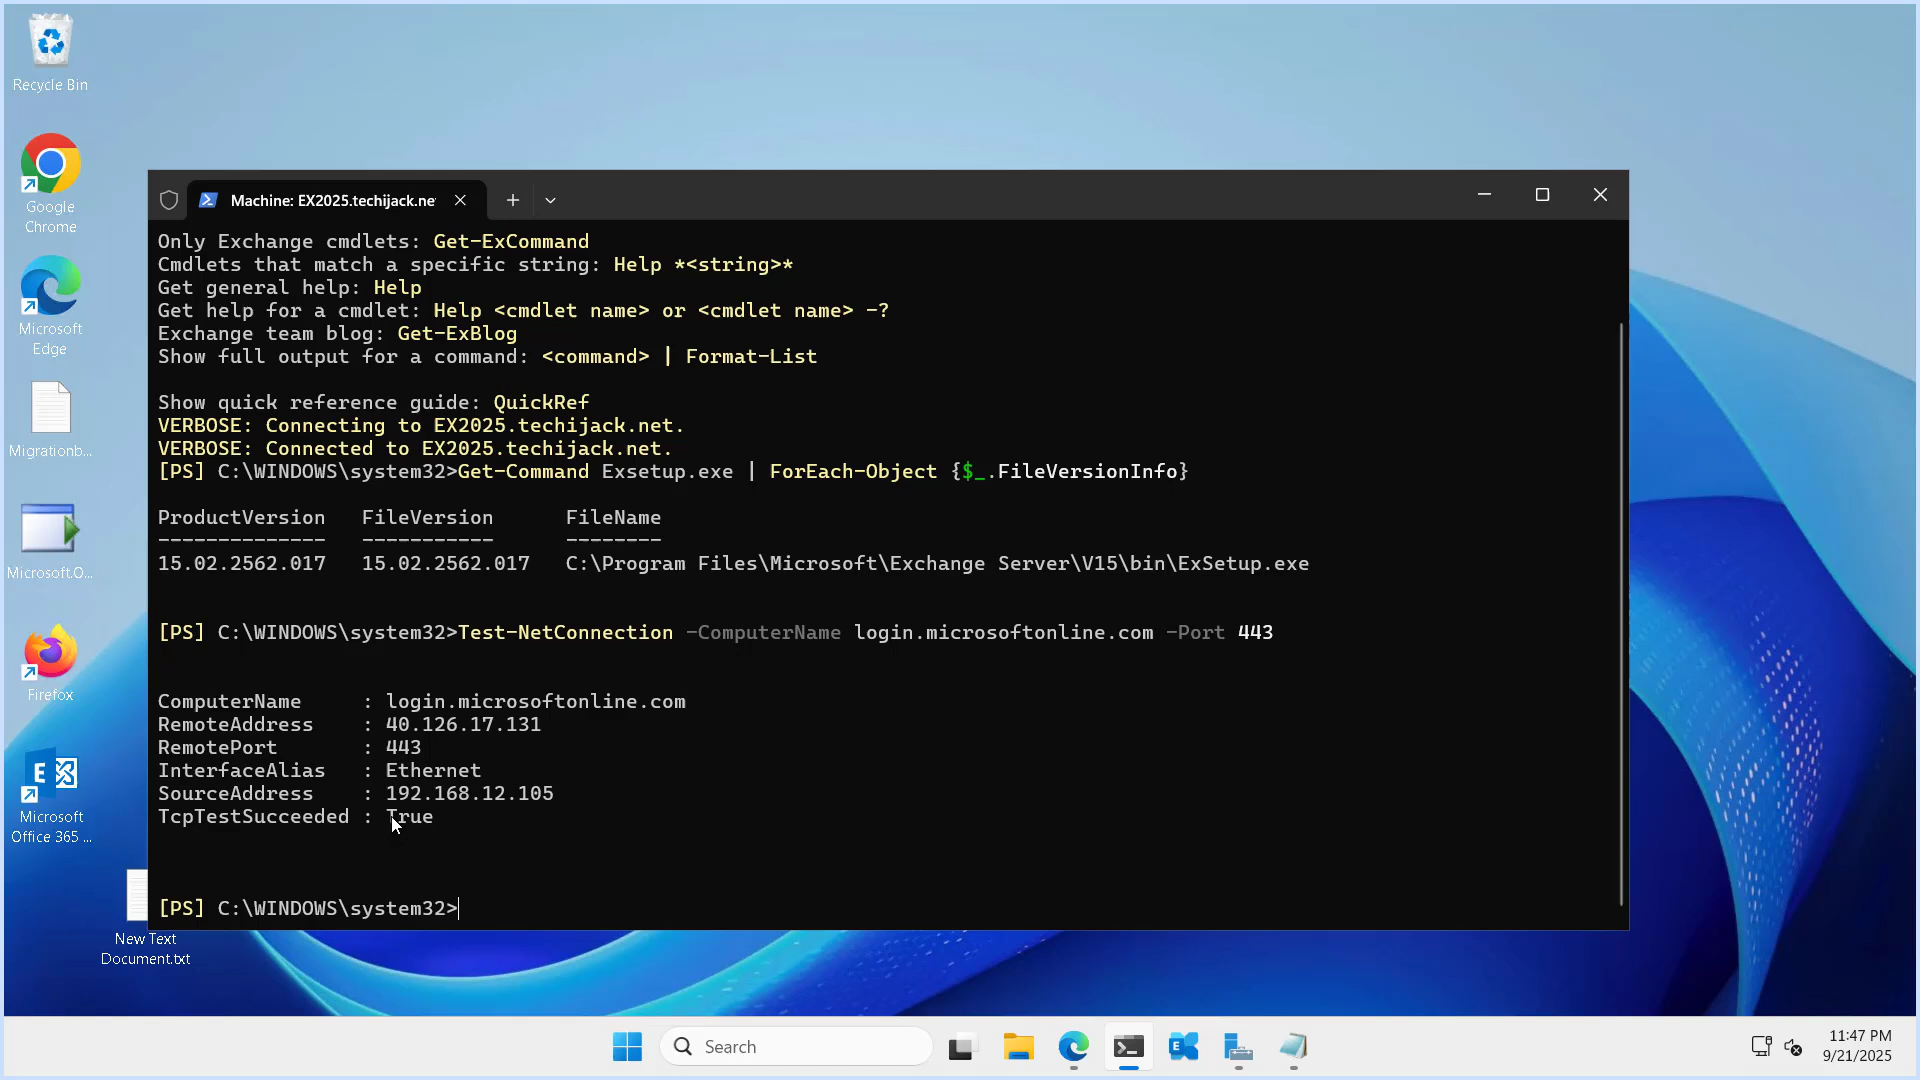 Recycle Bin
Google
Chrome
Microsoft
Edge
Migrationb...
Microsoft.O...
Firefox
Microsoft
Office 365 ...
New Text
Document.txt
Machine: EX2025.techijack.ne
Only Exchange cmdlets: Get-ExCommand
Cmdlets that match a specific string: Help *<string>*
Get general help: Help
Get help for a cmdlet: Help <cmdlet name> or <cmdlet name> -?
Exchange team blog: Get-ExBlog
Show full output for a command: <command> | Format-List
Show quick reference guide: QuickRef
VERBOSE: Connecting to EX2025.techijack.net.
VERBOSE: Connected to EX2025.techijack.net.
[PS] C:\WINDOWS\system32>Get-Command Exsetup.exe | ForEach-Object {$_.FileVersionInfo}
ProductVersion   FileVersion      FileName
--------------   -----------      --------
15.02.2562.017   15.02.2562.017   C:\Program Files\Microsoft\Exchange Server\V15\bin\ExSetup.exe
[PS] C:\WINDOWS\system32>Test-NetConnection -ComputerName login.microsoftonline.com -Port 443
ComputerName     : login.microsoftonline.com
RemoteAddress    : 40.126.17.131
RemotePort       : 443
InterfaceAlias   : Ethernet
SourceAddress    : 192.168.12.105
TcpTestSucceeded : True
[PS] C:\WINDOWS\system32>
Search
11:47 PM
9/21/2025